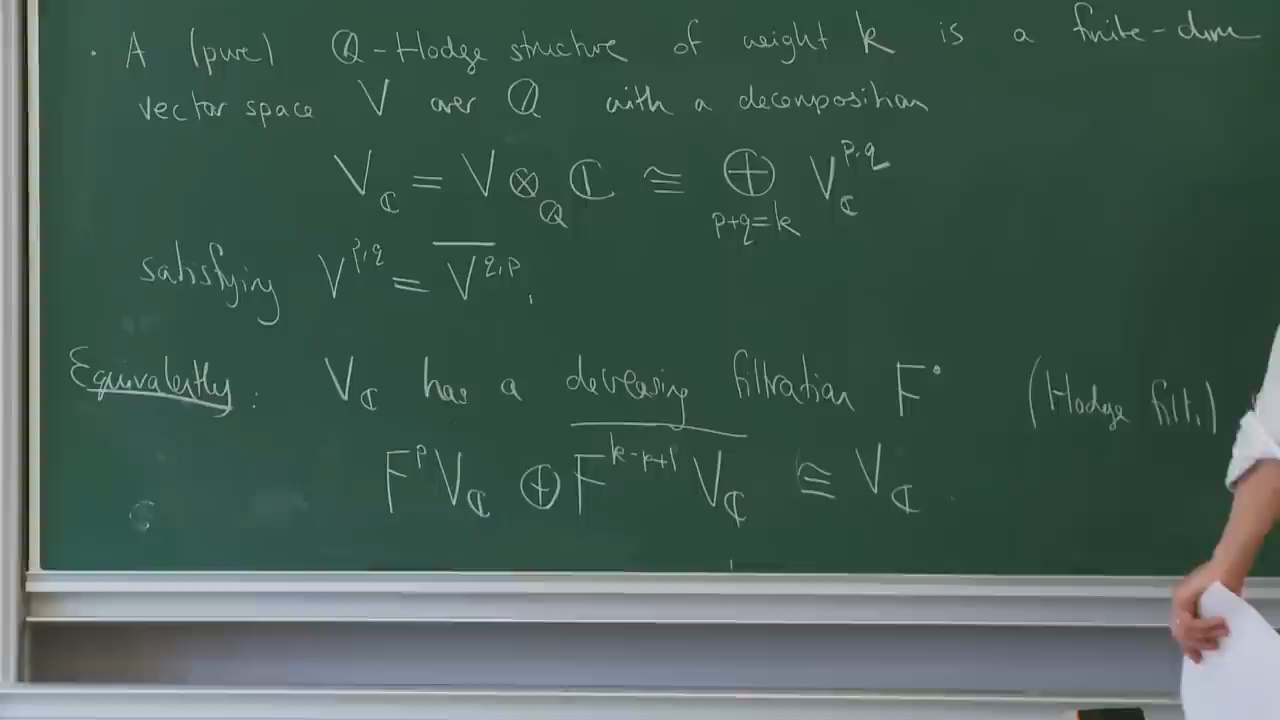 · A (pure) ℚ-Hodge structure of weight k is a finite-dim
vector space V over ℚ with a decomposition
V_ℂ = V ⊗_ℚ ℂ ≅ ⊕_{p+q=k} V_ℂ^{p,q}
satisfying V^{p,q} = \overline{V^{q,p}}.
Equivalently: V_ℂ has a decreasing filtration F^• (Hodge filt.)
F^p V_ℂ ⊕ \overline{F^{k-p+1} V_ℂ} ≅ V_ℂ